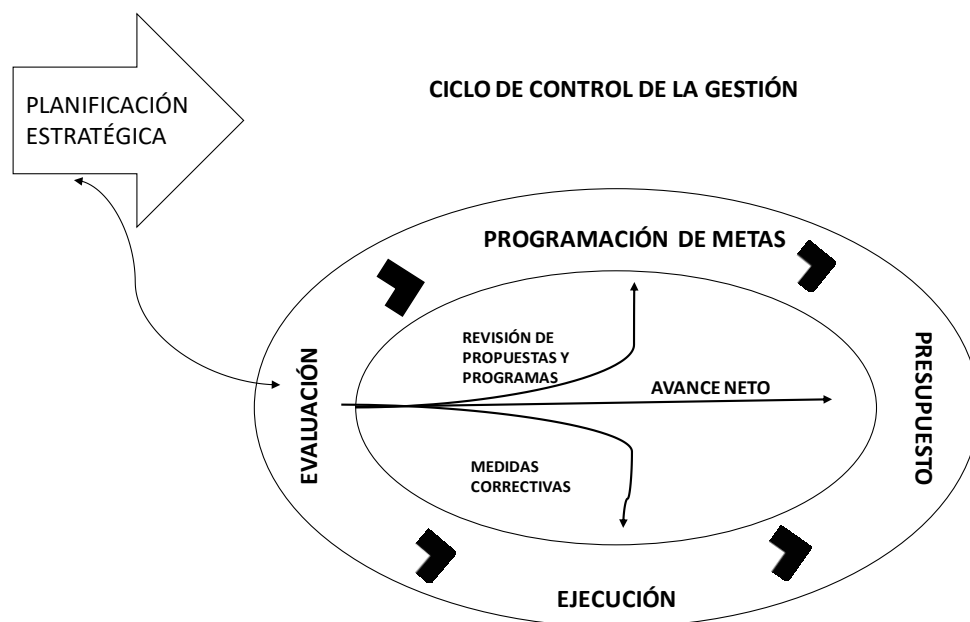 PLANIFICACIÓN
ESTRATÉGICA
CICLO DE CONTROL DE LA GESTIÓN
PROGRAMACIÓN DE METAS
REVISIÓN DE
PROPUESTAS Y
PROGRAMAS
AVANCE NETO
EVALUACIÓN
PRESUPUESTO
MEDIDAS
CORRECTIVAS
EJECUCIÓN